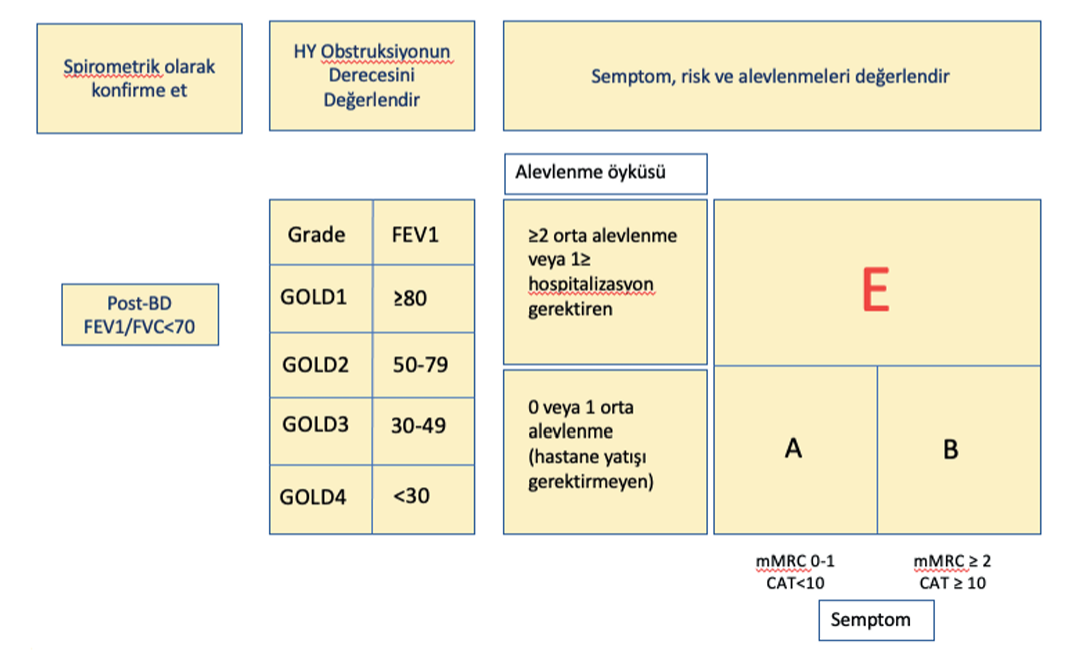 Spirometrik olarak
konfirme et
HY Obstruksiyonun
Derecesini
Değerlendir
Semptom, risk ve alevlenmeleri değerlendir
Alevlenme öyküsü
Post-BD
FEV1/FVC<70
Grade FEV1
GOLD1 ≥80
GOLD2 50-79
GOLD3 30-49
GOLD4 <30
≥2 orta alevlenme
veya 1≥
hospitalizasyon
gerektiren
0 veya 1 orta
alevlenme
(hastane yatışı
gerektirmeyen)
E
A
B
mMRC 0-1
CAT<10
mMRC ≥ 2
CAT ≥ 10
Semptom